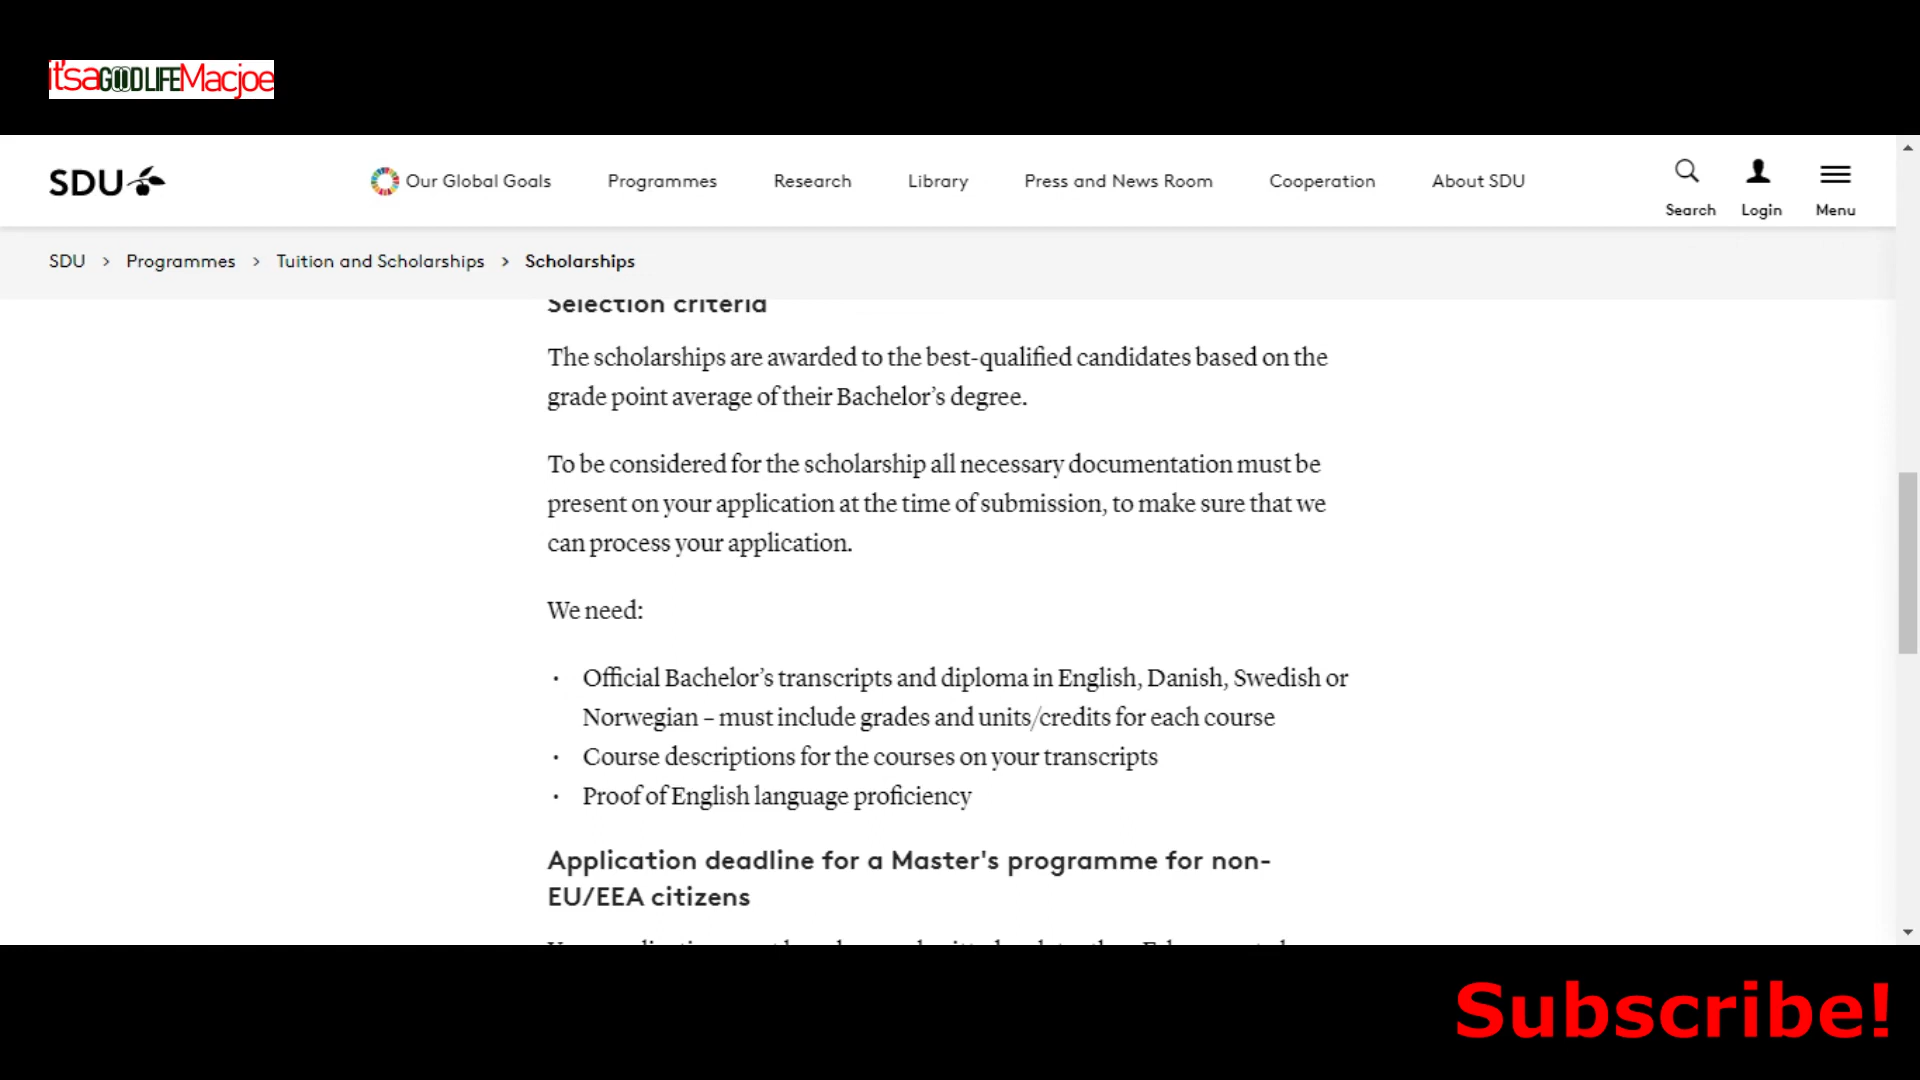 it'saGOODLIFEMacjoe
SDU
Our Global Goals
Programmes
Research
Library
Press and News Room
Cooperation
About SDU
Search
Login
Menu
SDU > Programmes > Tuition and Scholarships > Scholarships
Selection criteria
The scholarships are awarded to the best-qualified candidates based on the
grade point average of their Bachelor’s degree.
To be considered for the scholarship all necessary documentation must be
present on your application at the time of submission, to make sure that we
can process your application.
We need:
· Official Bachelor’s transcripts and diploma in English, Danish, Swedish or
Norwegian – must include grades and units/credits for each course
· Course descriptions for the courses on your transcripts
· Proof of English language proficiency
Application deadline for a Master's programme for non-
EU/EEA citizens
Subscribe!